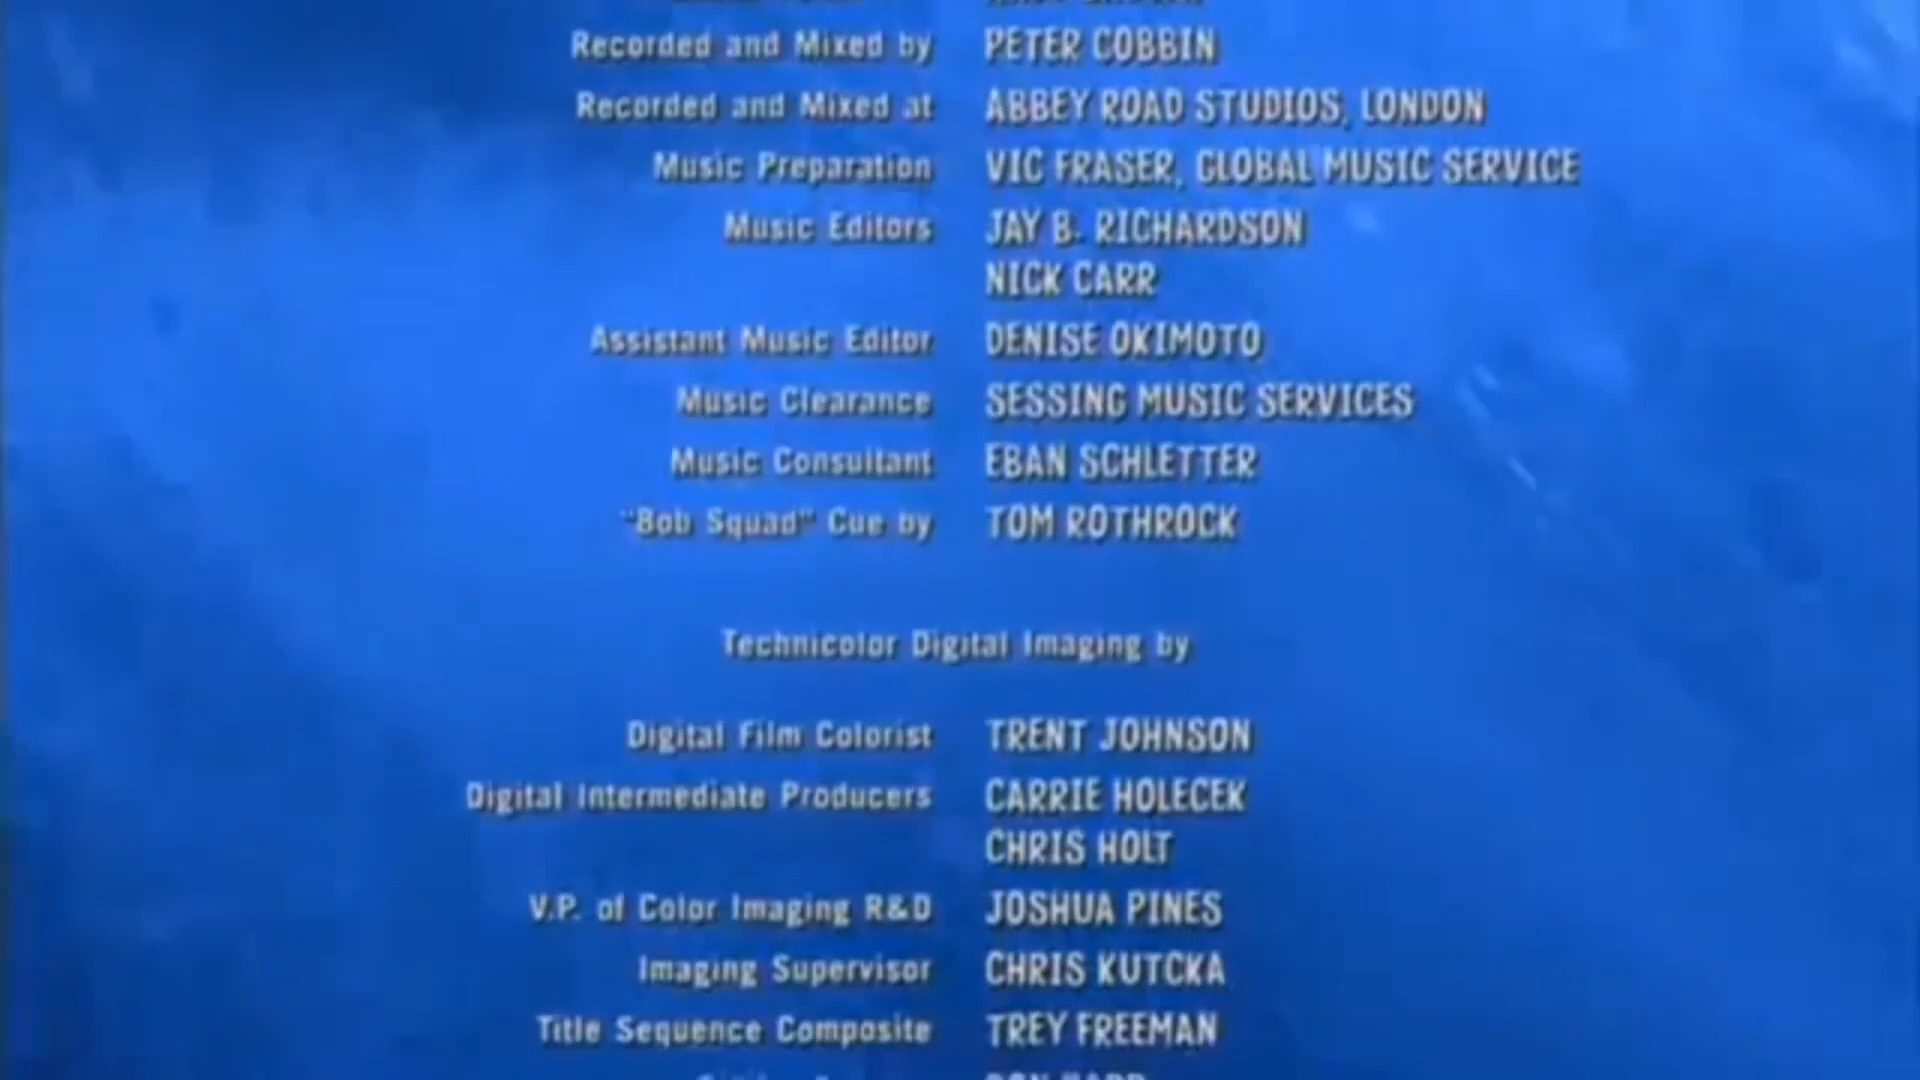 Recorded and Mixed by PETER COBBIN
Recorded and Mixed at ABBEY ROAD STUDIOS, LONDON
Music Preparation VIC FRASER, GLOBAL MUSIC SERVICE
Music Editors JAY B. RICHARDSON
NICK CARR
Assistant Music Editor DENISE OKIMOTO
Music Clearance SESSING MUSIC SERVICES
Music Consultant EBAN SCHLETTER
"Bob Squad" Cue by TOM ROTHROCK
Technicolor Digital Imaging by
Digital Film Colorist TRENT JOHNSON
Digital Intermediate Producers CARRIE HOLECEK
CHRIS HOLT
V.P. of Color Imaging R&D JOSHUA PINES
Imaging Supervisor CHRIS KUTCKA
Title Sequence Composite TREY FREEMAN